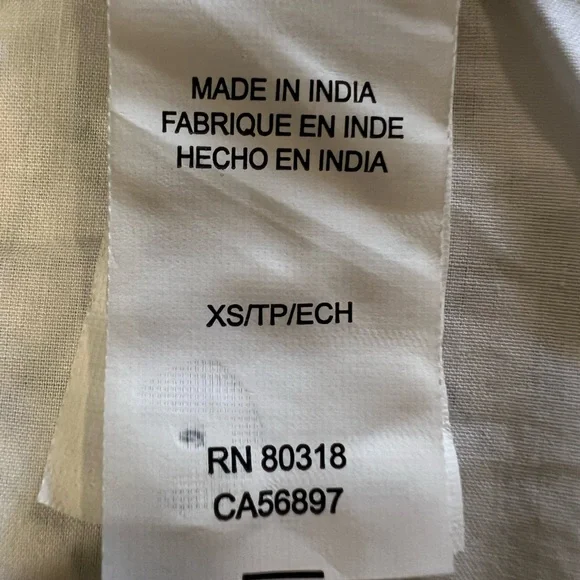 MADE IN INDIA
FABRIQUE EN INDE
HECHO EN INDIA
XS/TP/ECH
RN 80318
CA56897